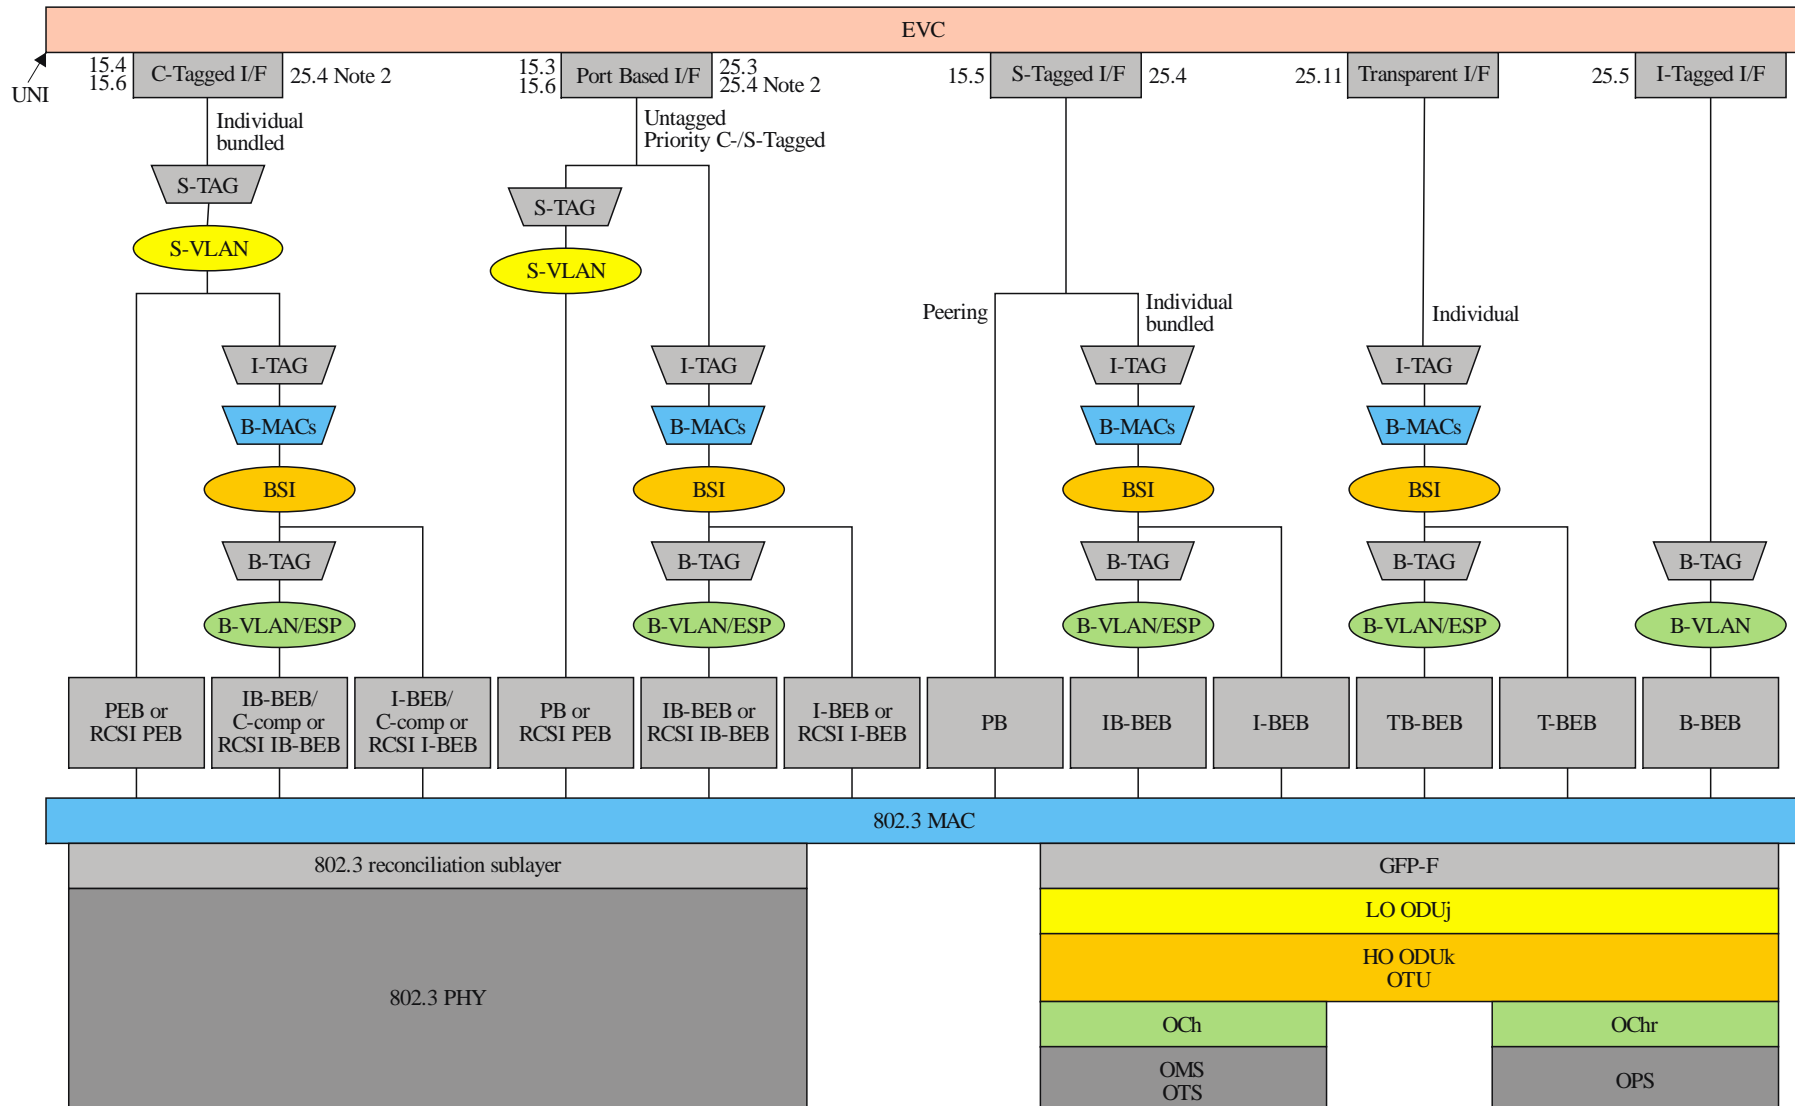 EVC
UNI
15.4
15.6
C-Tagged I/F
25.4 Note 2
15.3
15.6
Port Based I/F
25.3
25.4 Note 2
15.5
S-Tagged I/F
25.4
25.11
Transparent I/F
25.5
I-Tagged I/F
Individual
bundled
Untagged
Priority C-/S-Tagged
S-TAG
S-TAG
S-VLAN
S-VLAN
Peering
Individual
bundled
Individual
I-TAG
I-TAG
I-TAG
I-TAG
B-MACs
B-MACs
B-MACs
B-MACs
BSI
BSI
BSI
BSI
B-TAG
B-TAG
B-TAG
B-TAG
B-TAG
B-VLAN/ESP
B-VLAN/ESP
B-VLAN/ESP
B-VLAN/ESP
B-VLAN
PEB or
RCSI PEB
IB-BEB/
C-comp or
RCSI IB-BEB
I-BEB/
C-comp or
RCSI I-BEB
PB or
RCSI PEB
IB-BEB or
RCSI IB-BEB
I-BEB or
RCSI I-BEB
PB
IB-BEB
I-BEB
TB-BEB
T-BEB
B-BEB
802.3 MAC
802.3 reconciliation sublayer
802.3 PHY
GFP-F
LO ODUj
HO ODUk
OTU
OCh
OChr
OMS
OTS
OPS